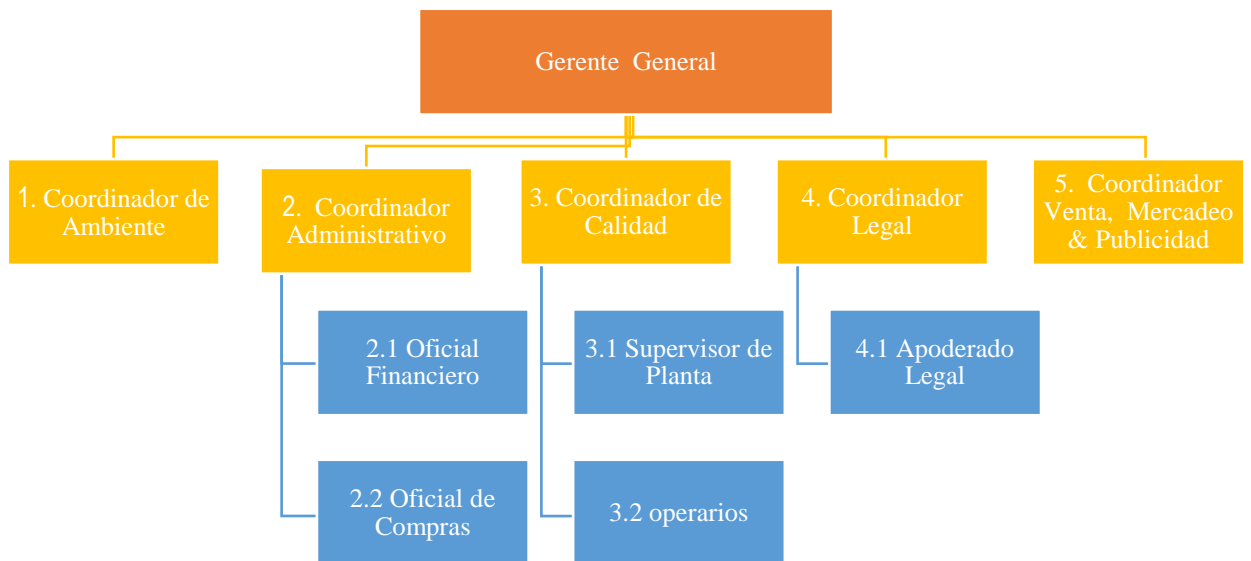 Gerente  General
1. Coordinador de
Ambiente
2.  Coordinador
Administrativo
3. Coordinador de
Calidad
4. Coordinador
Legal
5.  Coordinador
Venta,  Mercadeo
& Publicidad
2.1 Oficial
Financiero
3.1 Supervisor de
Planta
4.1 Apoderado
Legal
2.2 Oficial de
Compras
3.2 operarios